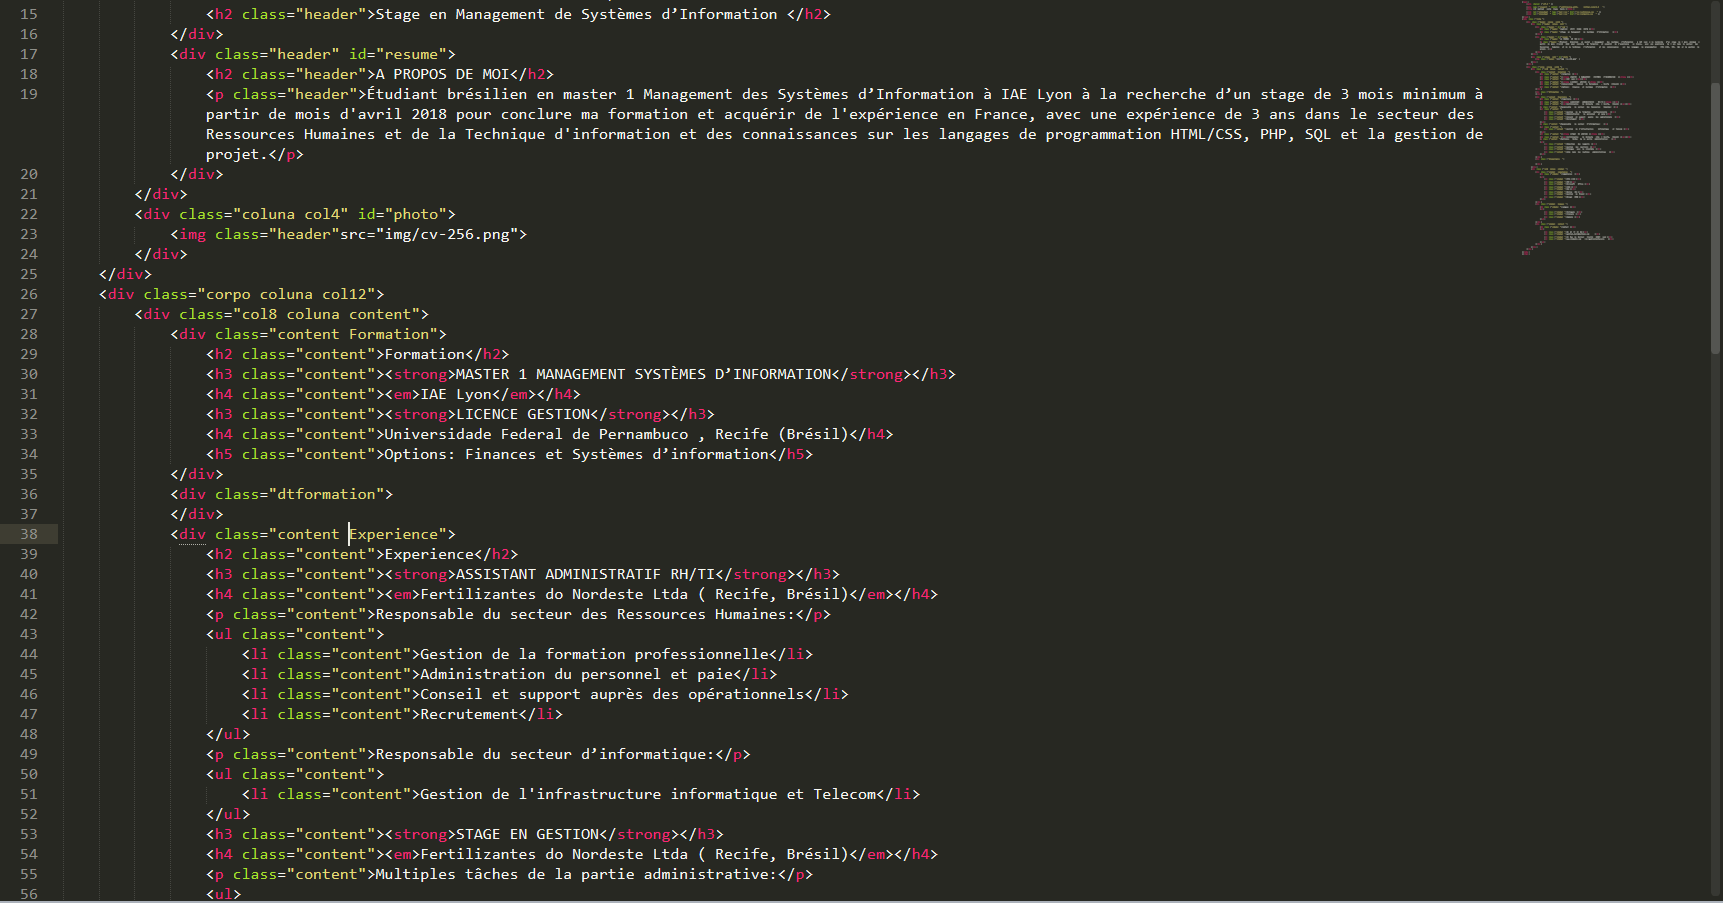 15 <h2 class="header">Stage en Management de Systèmes d’Information </h2>
16 </div>
17 <div class="header" id="resume">
18 <h2 class="header">A PROPOS DE MOI</h2>
19 <p class="header">Étudiant brésilien en master 1 Management des Systèmes d’Information à IAE Lyon à la recherche d’un stage de 3 mois minimum à
partir de mois d'avril 2018 pour conclure ma formation et acquérir de l'expérience en France, avec une expérience de 3 ans dans le secteur des
Ressources Humaines et de la Technique d'information et des connaissances sur les langages de programmation HTML/CSS, PHP, SQL et la gestion de
projet.</p>
20 </div>
21 </div>
22 <div class="coluna col4" id="photo">
23 <img class="header"src="img/cv-256.png">
24 </div>
25 </div>
26 <div class="corpo coluna col12">
27 <div class="col8 coluna content">
28 <div class="content Formation">
29 <h2 class="content">Formation</h2>
30 <h3 class="content"><strong>MASTER 1 MANAGEMENT SYSTÈMES D’INFORMATION</strong></h3>
31 <h4 class="content"><em>IAE Lyon</em></h4>
32 <h3 class="content"><strong>LICENCE GESTION</strong></h3>
33 <h4 class="content">Universidade Federal de Pernambuco , Recife (Brésil)</h4>
34 <h5 class="content">Options: Finances et Systèmes d’information</h5>
35 </div>
36 <div class="dtformation">
37 </div>
38 <div class="content Experience">
39 <h2 class="content">Experience</h2>
40 <h3 class="content"><strong>ASSISTANT ADMINISTRATIF RH/TI</strong></h3>
41 <h4 class="content"><em>Fertilizantes do Nordeste Ltda ( Recife, Brésil)</em></h4>
42 <p class="content">Responsable du secteur des Ressources Humaines:</p>
43 <ul class="content">
44 <li class="content">Gestion de la formation professionnelle</li>
45 <li class="content">Administration du personnel et paie</li>
46 <li class="content">Conseil et support auprès des opérationnels</li>
47 <li class="content">Recrutement</li>
48 </ul>
49 <p class="content">Responsable du secteur d’informatique:</p>
50 <ul class="content">
51 <li class="content">Gestion de l'infrastructure informatique et Telecom</li>
52 </ul>
53 <h3 class="content"><strong>STAGE EN GESTION</strong></h3>
54 <h4 class="content"><em>Fertilizantes do Nordeste Ltda ( Recife, Brésil)</em></h4>
55 <p class="content">Multiples tâches de la partie administrative:</p>
56 <ul>